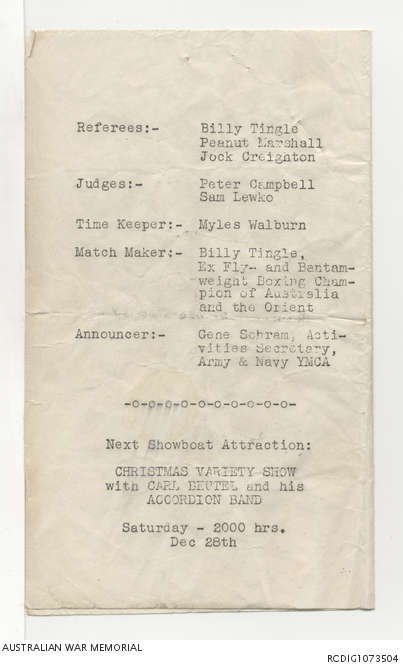 Referees:- Billy Tingle
Peanut Marshall
Jock Creighton
Judges:- Peter Campbell
Sam Lewko
Time Keeper:- Myles Walburn
Match Maker:- Billy Tingle,
Ex Fly- and Bantam-
weight Boxing Cham-
pion of Australia
and the Orient
Announcer:- Gene Schram, Acti-
vities Secretary,
Army & Navy YMCA
-o-o-o-o-o-o-o-o-o-
Next Showboat Attraction:
CHRISTMAS VARIETY SHOW
with CARL BEUTEL and his
ACCORDION BAND
Saturday - 2000 hrs.
Dec 28th
AUSTRALIAN WAR MEMORIAL RCDIG1073504